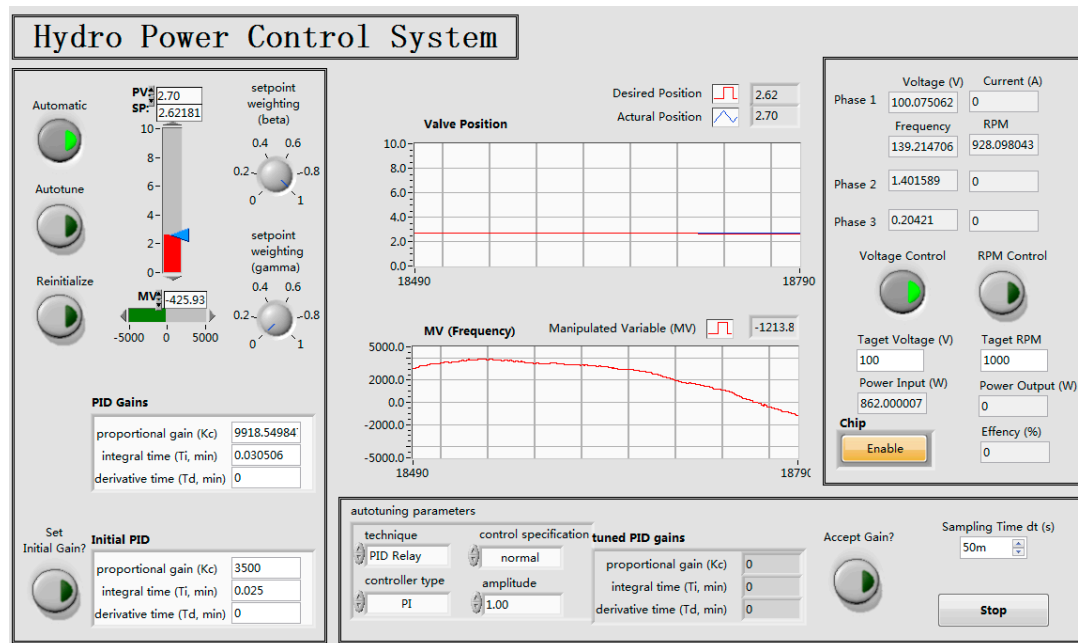 Hydro Power Control System
Automatic
PV 2.70
SP: 2.62181
10
8
6
4
2
0
Autotune
Reinitialize
MV -425.93
-5000 0 5000
setpoint
weighting
(beta)
0.4 0.6
0.2 0.8
0 1
setpoint
weighting
(gamma)
0.4 0.6
0.2 0.8
0 1
PID Gains
proportional gain (Kc) 9918.54984
integral time (Ti, min) 0.030506
derivative time (Td, min) 0
Set
Initial Gain?
Initial PID
proportional gain (Kc) 3500
integral time (Ti, min) 0.025
derivative time (Td, min) 0
Desired Position 2.62
Actural Position 2.70
Valve Position
10.0
8.0
6.0
4.0
2.0
0.0
18490 18790
MV (Frequency)
Manipulated Variable (MV) -1213.8
5000.0
2000.0
0.0
-2000.0
-5000.0
18490 18790
Voltage (V) Current (A)
Phase 1 100.075062 0
Frequency RPM
139.214706 928.098043
Phase 2 1.401589 0
Phase 3 0.20421 0
Voltage Control RPM Control
Taget Voltage (V) Taget RPM
100 1000
Power Input (W) Power Output (W)
862.000007 0
Chip
Enable
Effency (%)
0
autotuning parameters
technique
PID Relay
control specification
normal
controller type
PI
amplitude
1.00
tuned PID gains
proportional gain (Kc) 0
integral time (Ti, min) 0
derivative time (Td, min) 0
Accept Gain?
Sampling Time dt (s)
50m
Stop